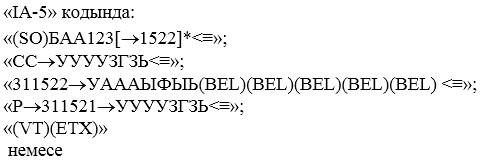 «IA-5» кодында:
«(SO)БАА123[→1522]*<≡»;
«СС→УУУУЗГЗЬ<≡»;
«311522→УАААЫФЫЬ(BEL)(BEL)(BEL)(BEL)(BEL) <≡»;
«Р→311521→УУУУЗГЗЬ<≡»;
«(VT)(ETX)»
немесе